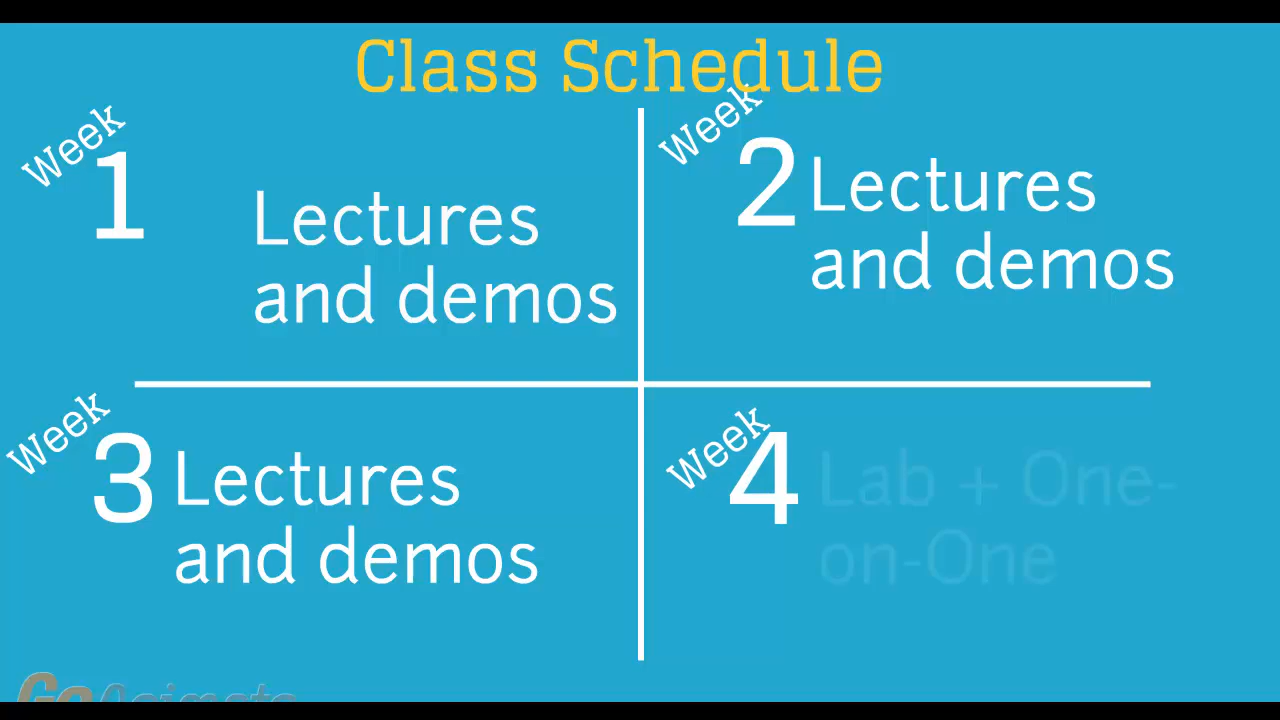 Class Schedule
Week
1
Lectures
and demos
Week
2
Lectures
and demos
Week
3
Lectures
and demos
Week
4
Lab + One-
on-One